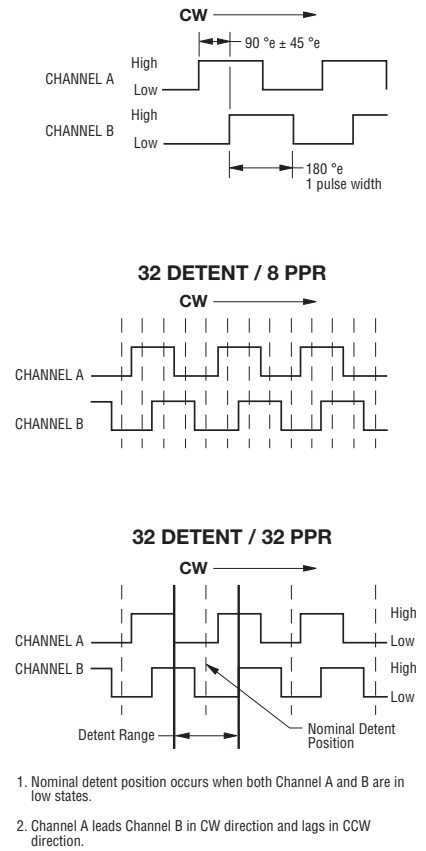 CW
90 °e ± 45 °e
High
CHANNEL A
Low
High
CHANNEL B
Low
180 °e
1 pulse width
32 DETENT / 8 PPR
CW
CHANNEL A
CHANNEL B
32 DETENT / 32 PPR
CW
High
CHANNEL A
Low
CHANNEL B
High
Low
Detent Range
Nominal Detent
Position
1. Nominal detent position occurs when both Channel A and B are in
low states.
2. Channel A leads Channel B in CW direction and lags in CCW
direction.